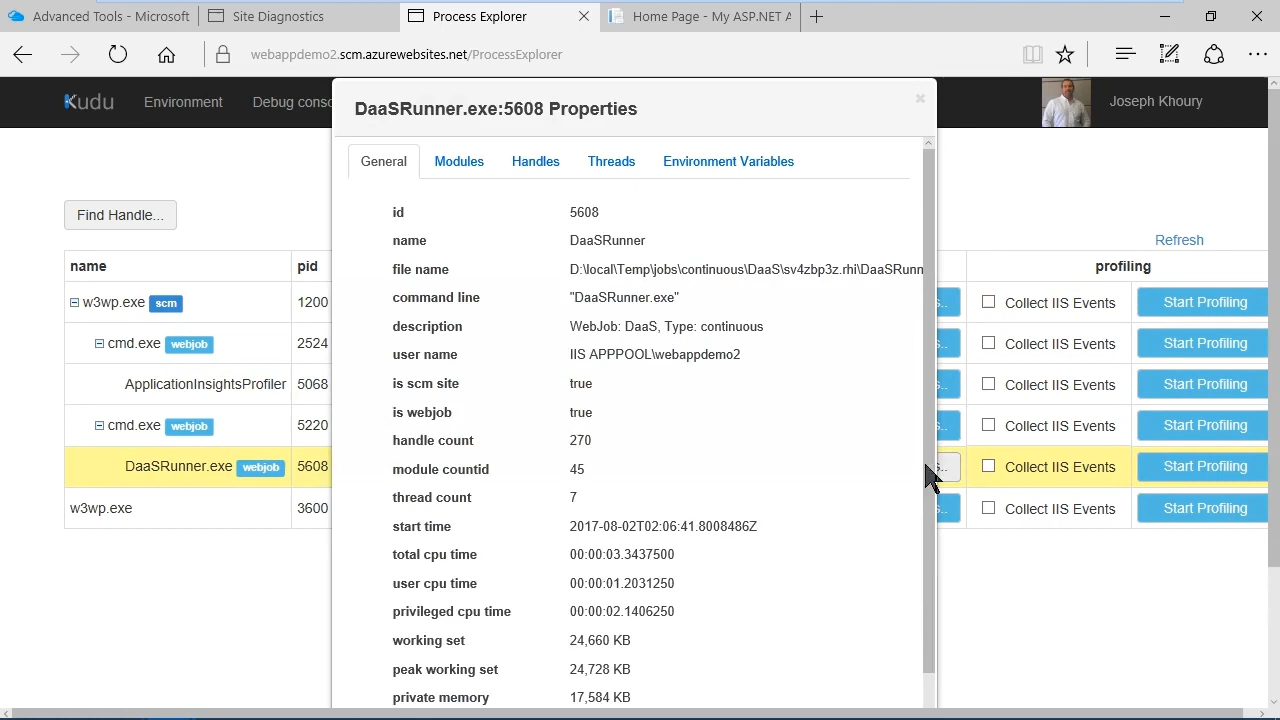 Advanced Tools - Microsoft
Site Diagnostics
Process Explorer
Home Page - My ASP.NET A
webappdemo2.scm.azurewebsites.net/ProcessExplorer
Kudu
Environment
Debug conso
Joseph Khoury
DaaSRunner.exe:5608 Properties
General
Modules
Handles
Threads
Environment Variables
Find Handle...
Refresh
name
pid
profiling
w3wp.exe scm 1200
Collect IIS Events
Start Profiling
cmd.exe webjob 2524
Collect IIS Events
Start Profiling
ApplicationInsightsProfiler 5068
Collect IIS Events
Start Profiling
cmd.exe webjob 5220
Collect IIS Events
Start Profiling
DaaSRunner.exe webjob 5608
Collect IIS Events
Start Profiling
w3wp.exe 3600
Collect IIS Events
Start Profiling
id 5608
name DaaSRunner
file name D:\local\Temp\jobs\continuous\DaaS\sv4zbp3z.rhi\DaaSRunn
command line "DaaSRunner.exe"
description WebJob: DaaS, Type: continuous
user name IIS APPPOOL\webappdemo2
is scm site true
is webjob true
handle count 270
module countid 45
thread count 7
start time 2017-08-02T02:06:41.8008486Z
total cpu time 00:00:03.3437500
user cpu time 00:00:01.2031250
privileged cpu time 00:00:02.1406250
working set 24,660 KB
peak working set 24,728 KB
private memory 17,584 KB